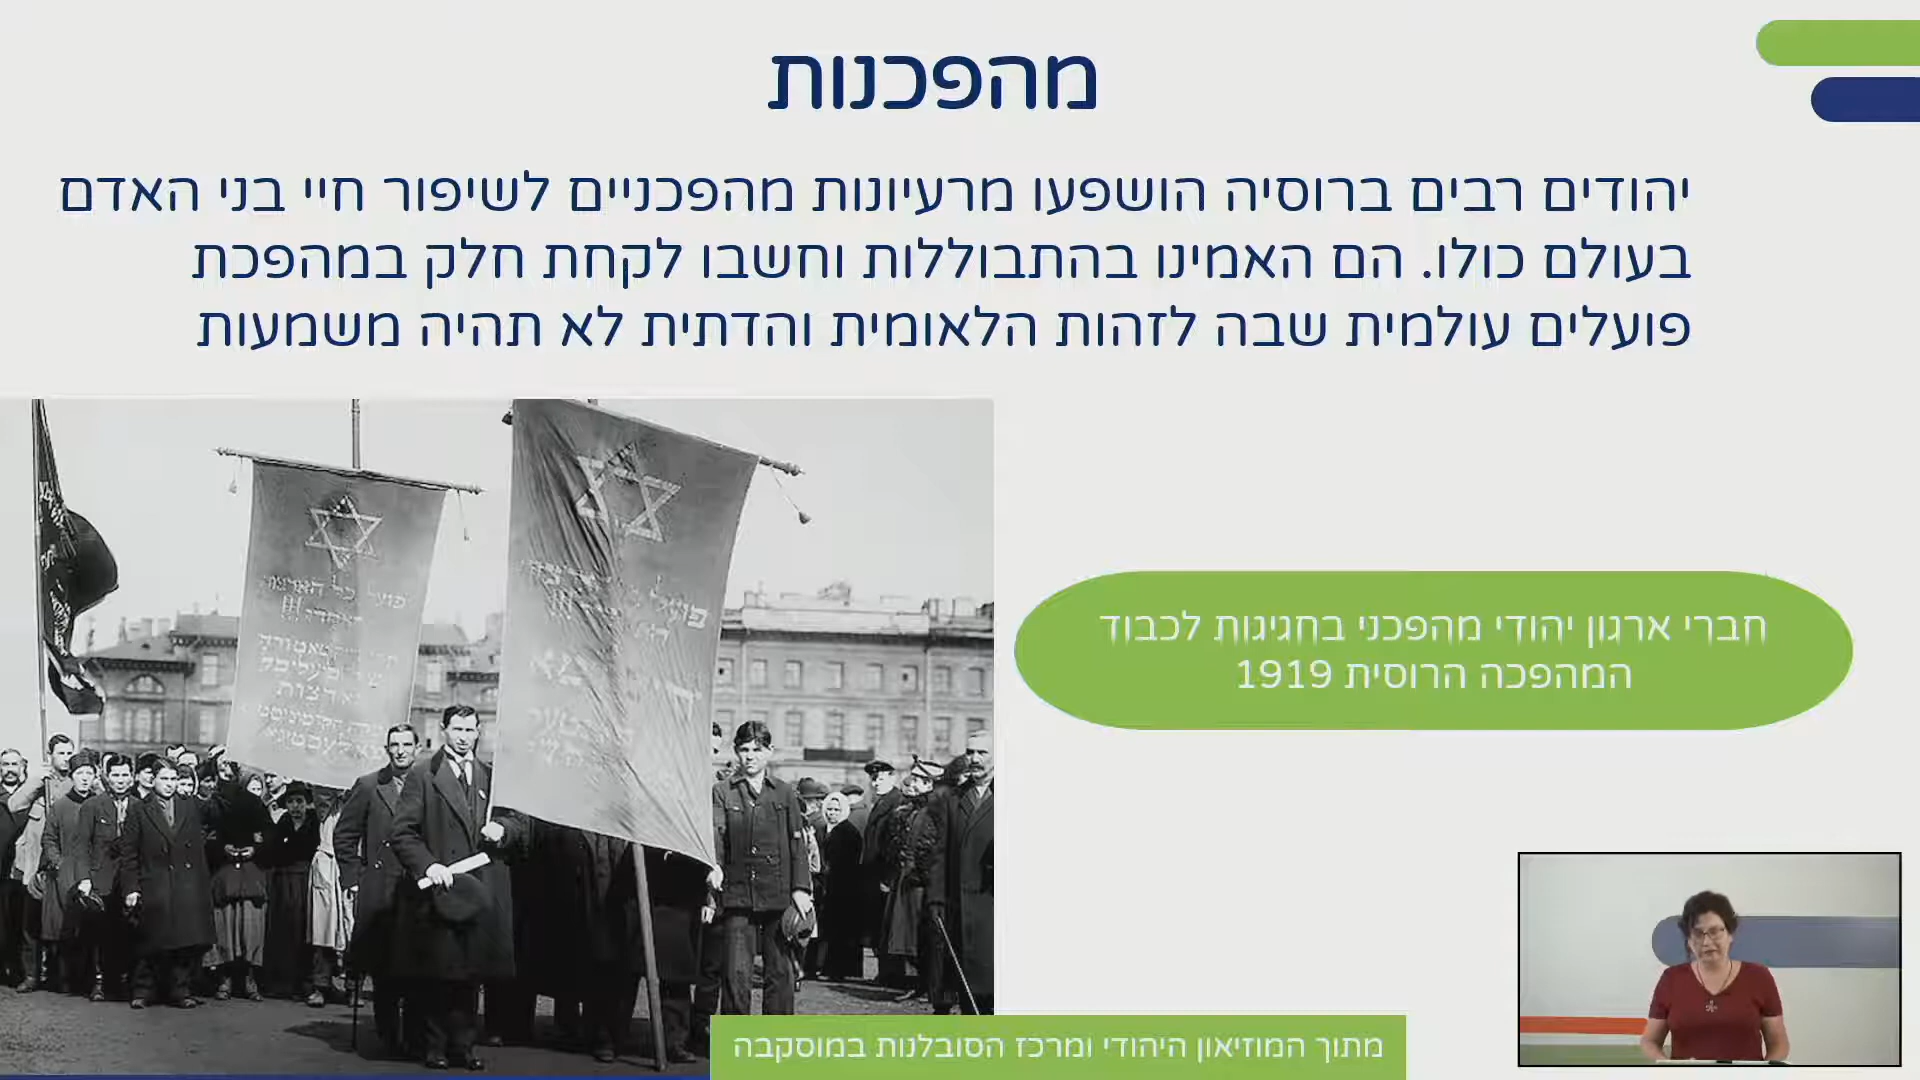 מהפכנות
יהודים רבים ברוסיה הושפעו מרעיונות מהפכניים לשיפור חיי בני האדם
בעולם כולו. הם האמינו בהתבוללות וחשבו לקחת חלק במהפכת
פועלים עולמית שבה לזהות הלאומית והדתית לא תהיה משמעות
חברי ארגון יהודי מהפכני בחגיגות לכבוד
המהפכה הרוסית 1919
מתוך המוזיאון היהודי ומרכז הסובלנות במוסקבה